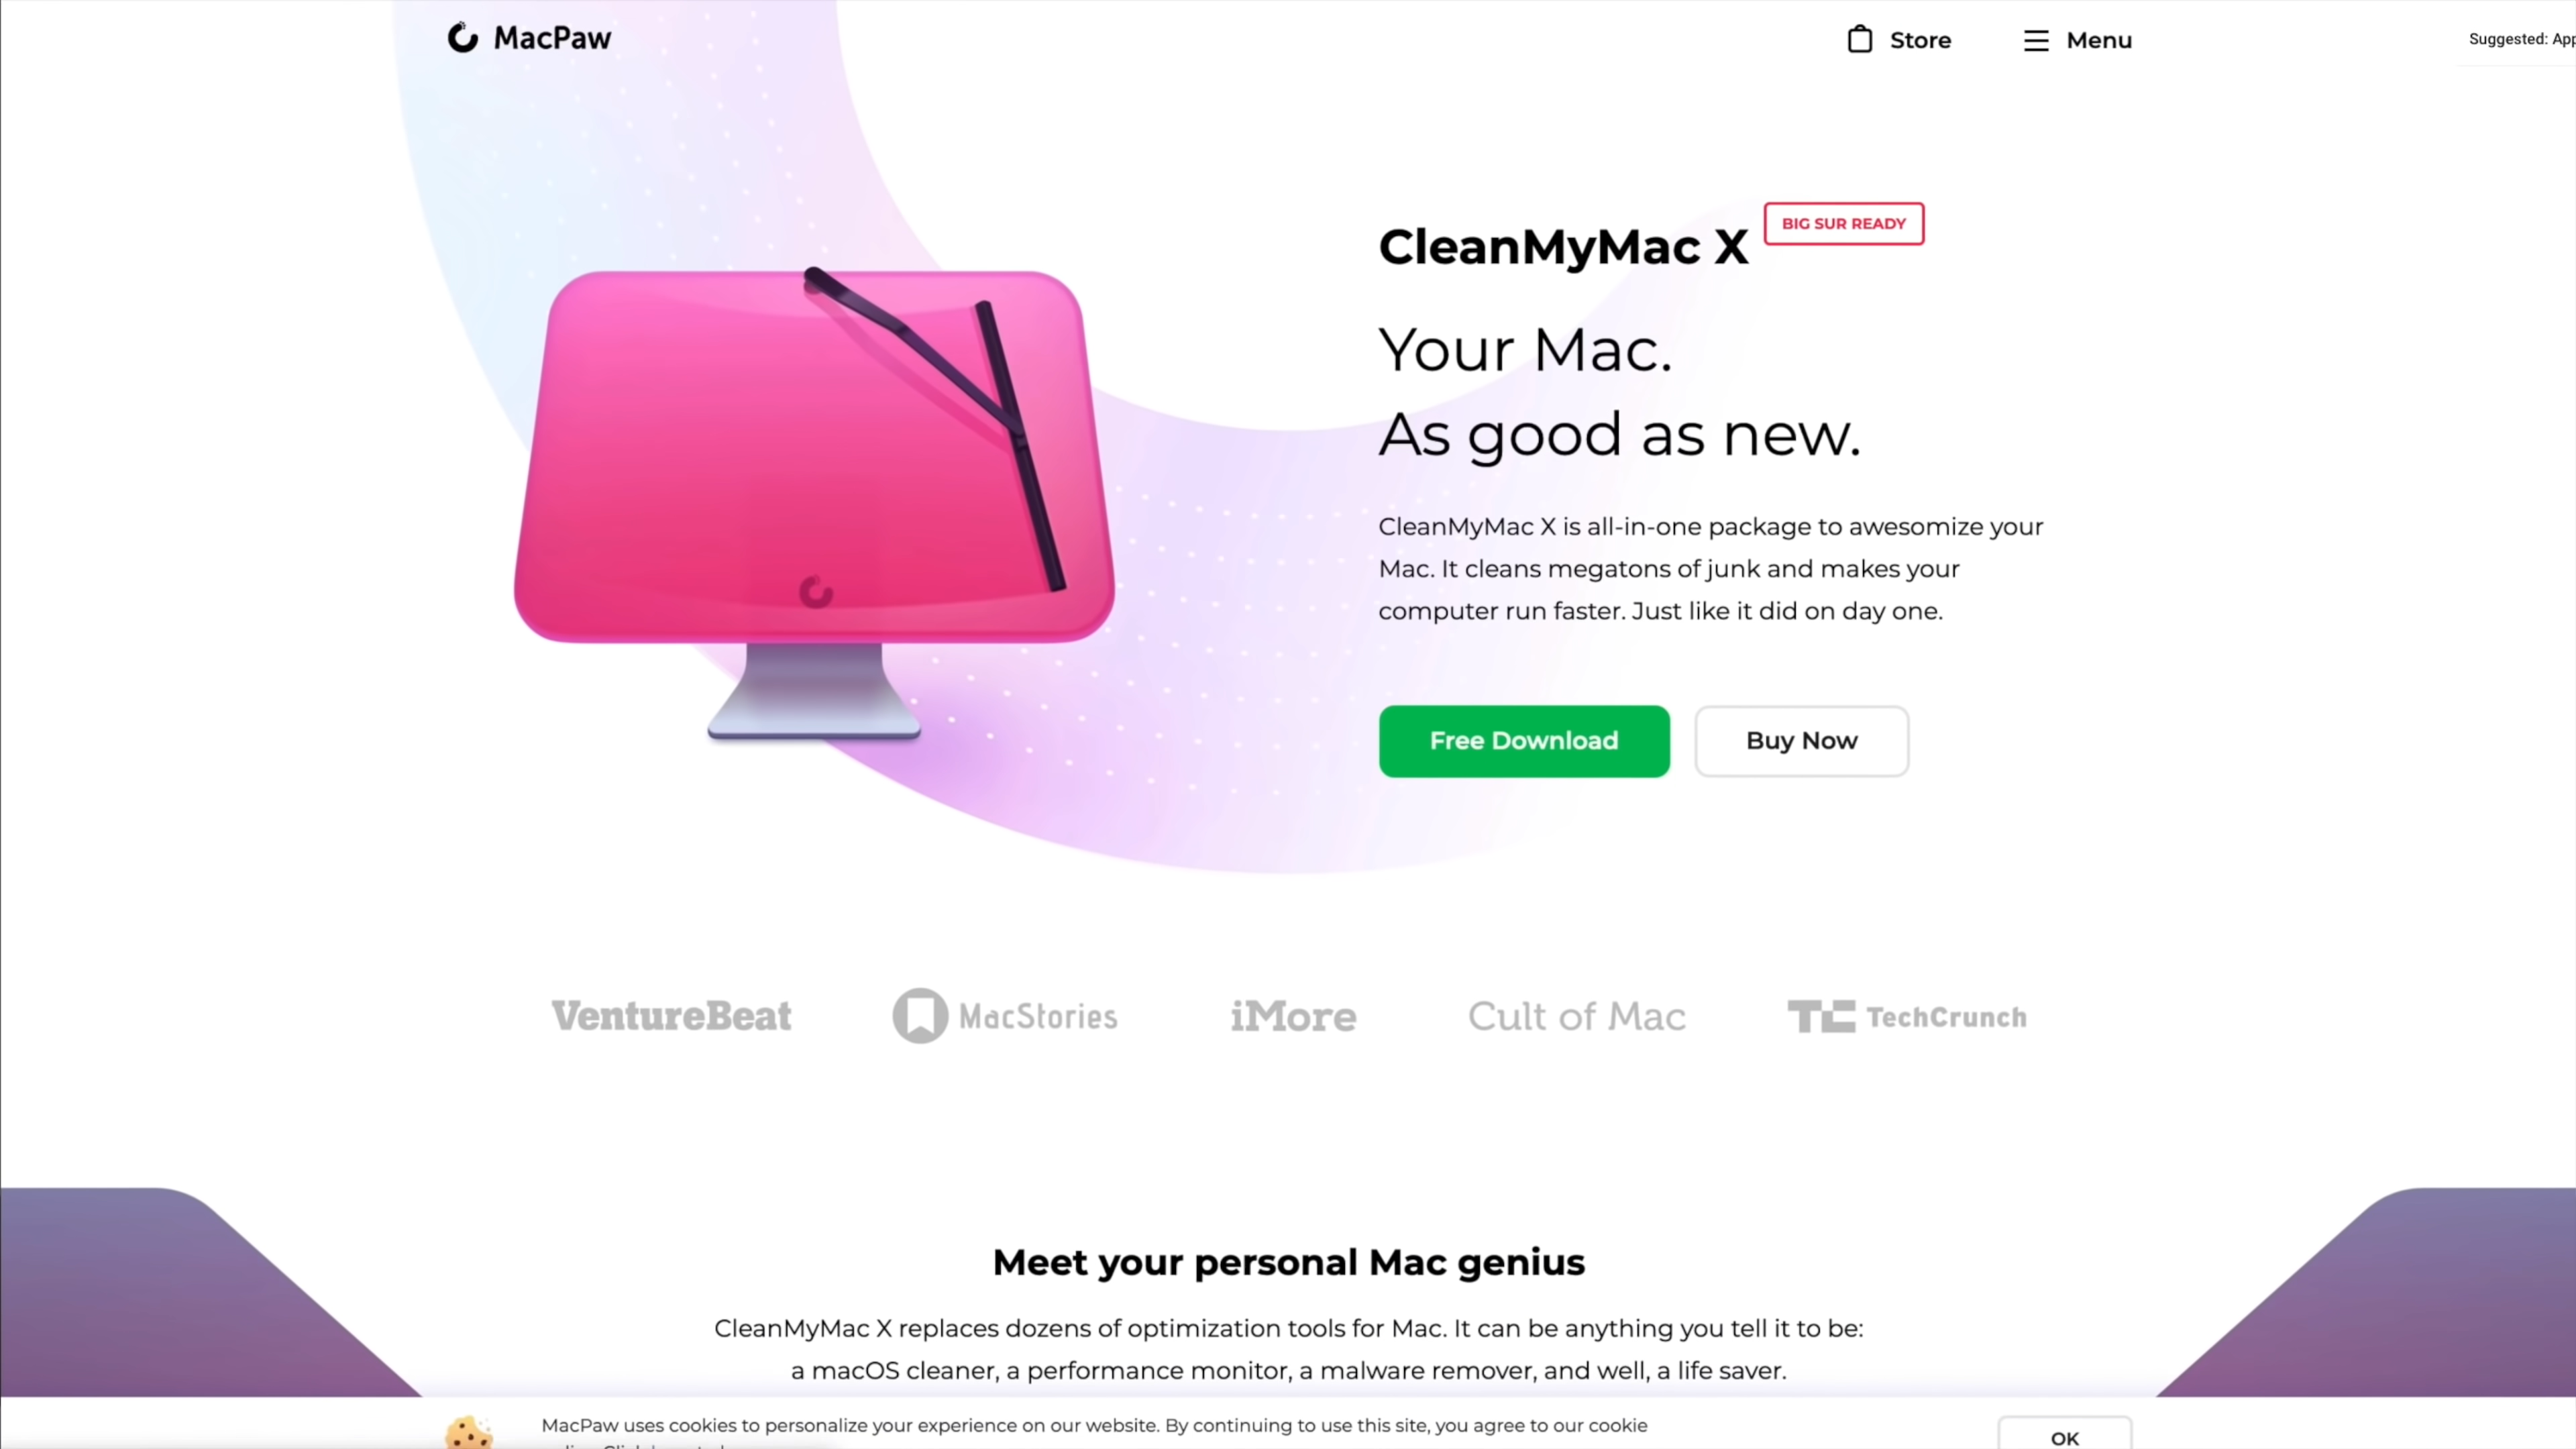 MacPaw
Store
Menu
Suggested: App
CleanMyMac X
BIG SUR READY
Your Mac.
As good as new.
CleanMyMac X is all-in-one package to awesomize your
Mac. It cleans megatons of junk and makes your
computer run faster. Just like it did on day one.
Free Download
Buy Now
VentureBeat
MacStories
iMore
Cult of Mac
TC TechCrunch
Meet your personal Mac genius
CleanMyMac X replaces dozens of optimization tools for Mac. It can be anything you tell it to be:
a macOS cleaner, a performance monitor, a malware remover, and well, a life saver.
MacPaw uses cookies to personalize your experience on our website. By continuing to use this site, you agree to our cookie
OK